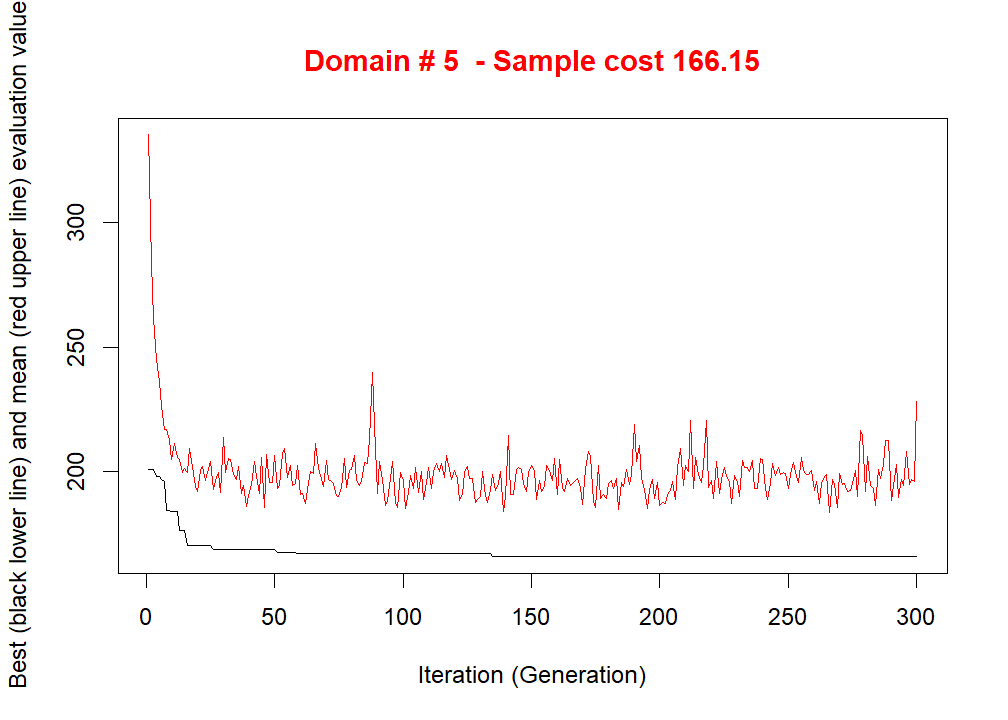 Domain # 5  - Sample cost 166.15
Best (black lower line) and mean (red upper line) evaluation value
300
250
200
0 50 100 150 200 250 300
Iteration (Generation)